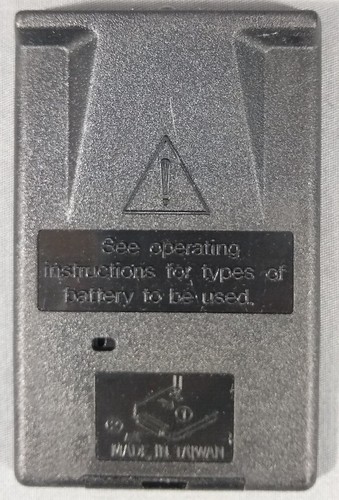 See operating
instructions for types of
battery to be used.
MADE IN TAIWAN